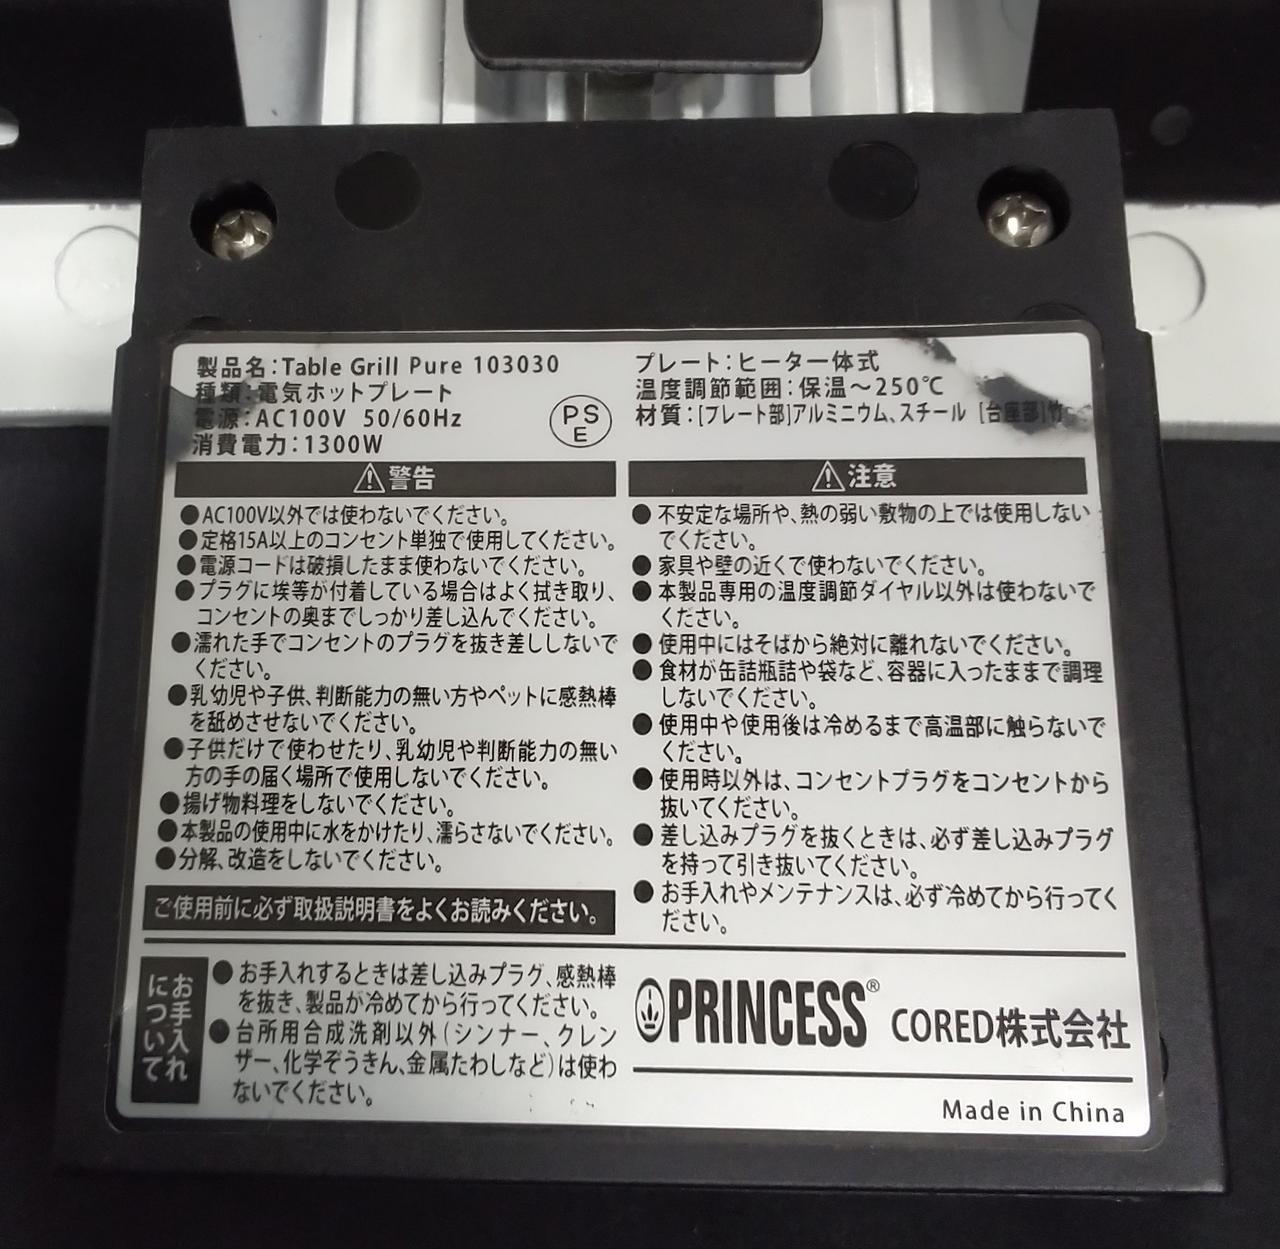 製品名:Table Grill Pure 103030
種類:電気ホットプレート
電源:AC100V 50/60Hz
消費電力:1300W
PS
E
プレート:ヒーター一体式
温度調節範囲:保温～250℃
材質:[プレート部]アルミニウム、スチール [台座部]竹
⚠警告
●AC100V以外では使わないでください。
●定格15A以上のコンセント単独で使用してください。
●電源コードは破損したまま使わないでください。
●プラグに埃等が付着している場合はよく拭き取り、
コンセントの奥までしっかり差し込んでください。
●濡れた手でコンセントのプラグを抜き差ししないで
ください。
●乳幼児や子供、判断能力の無い方やペットに感熱棒
を舐めさせないでください。
●子供だけで使わせたり、乳幼児や判断能力の無い
方の手の届く場所で使用しないでください。
●揚げ物料理をしないでください。
●本製品の使用中に水をかけたり、濡らさないでください。
●分解、改造をしないでください。
ご使用前に必ず取扱説明書をよくお読みください。
⚠注意
●不安定な場所や、熱の弱い敷物の上では使用しない
でください。
●家具や壁の近くで使わないでください。
●本製品専用の温度調節ダイヤル以外は使わないで
ください。
●使用中にはそばから絶対に離れないでください。
●食材が缶詰瓶詰や袋など、容器に入ったままで調理
しないでください。
●使用中や使用後は冷めるまで高温部に触らないで
ください。
●使用時以外は、コンセントプラグをコンセントから
抜いてください。
●差し込みプラグを抜くときは、必ず差し込みプラグ
を持って引き抜いてください。
●お手入れやメンテナンスは、必ず冷めてから行ってく
ださい。
お手入れ
について
●お手入れするときは差し込みプラグ、感熱棒
を抜き、製品が冷めてから行ってください。
●台所用合成洗剤以外(シンナー、クレン
ザー、化学ぞうきん、金属たわしなど)は使わ
ないでください。
PRINCESS® CORED株式会社
Made in China